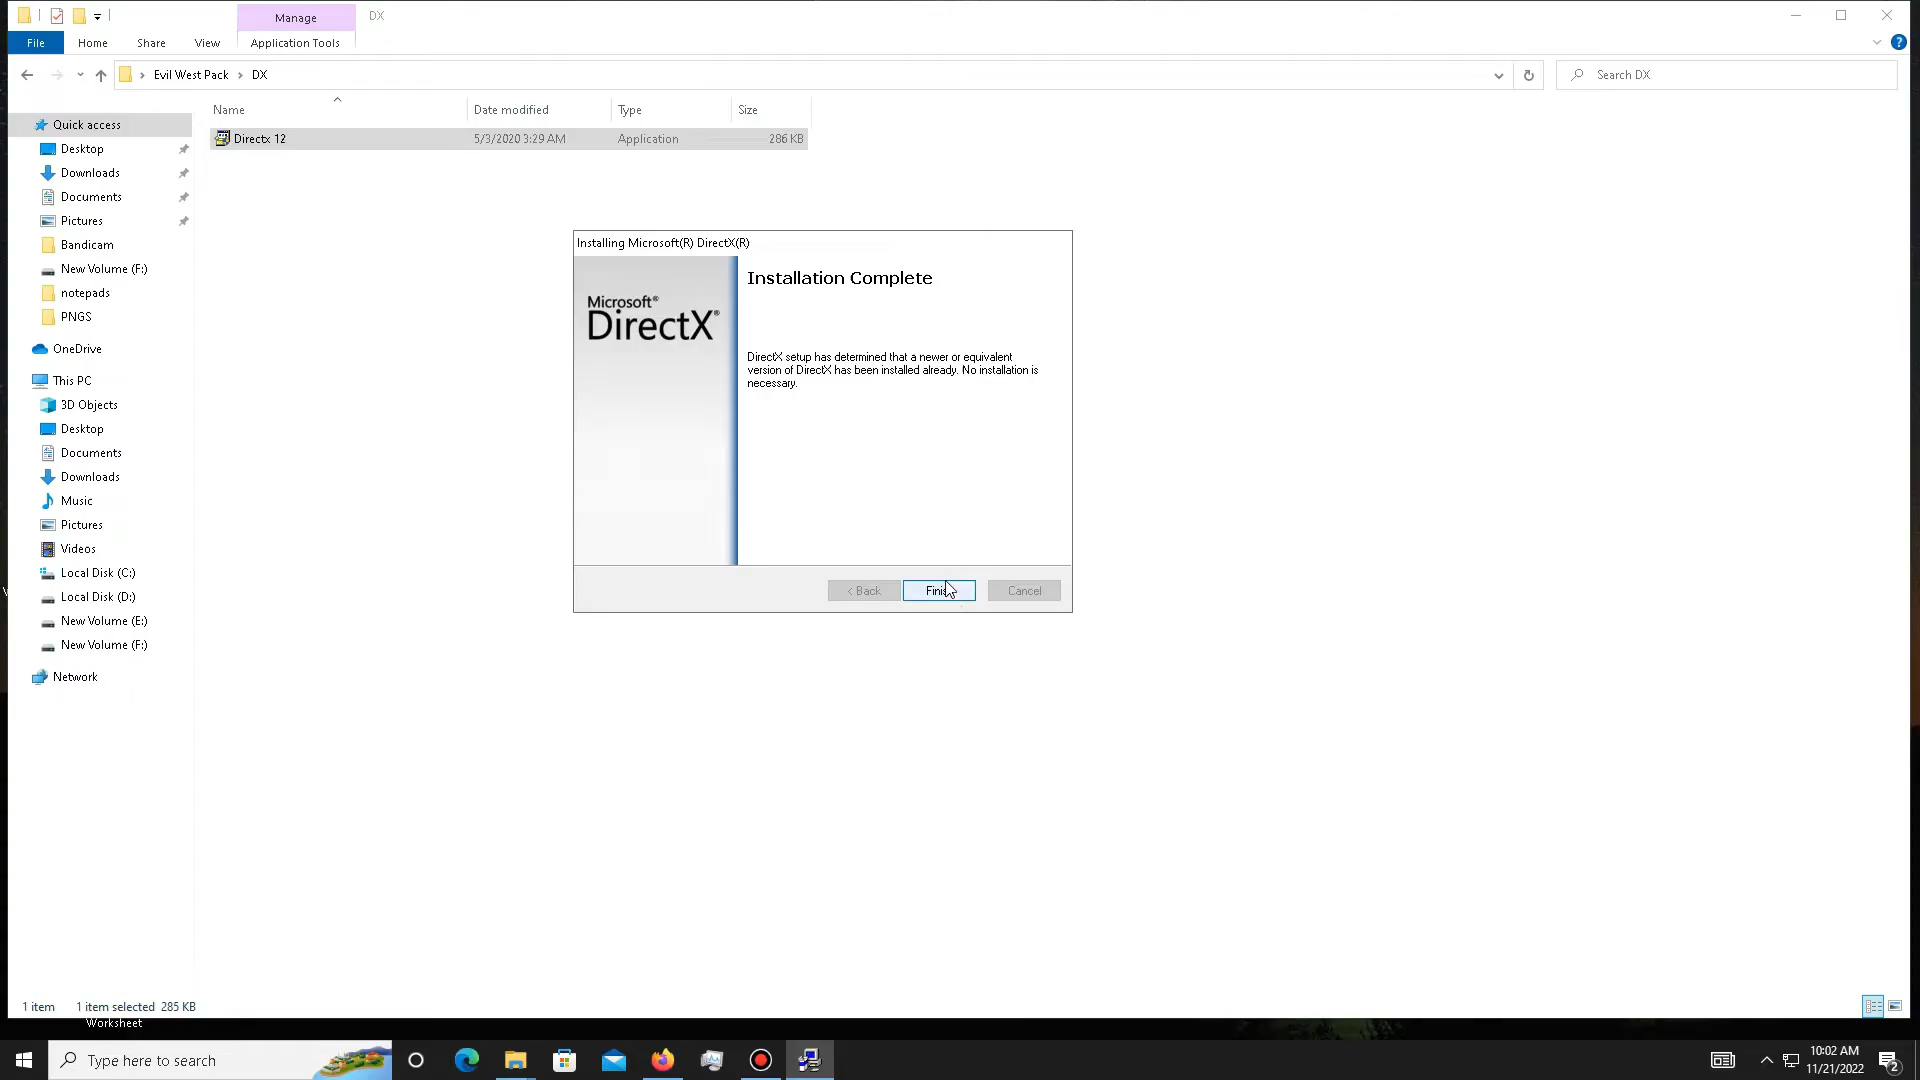 Manage
DX
File
Home
Share
View
Application Tools
Evil West Pack
DX
Search DX
Name
Date modified
Type
Size
Directx 12
5/3/2020 3:29 AM
Application
286 KB
Quick access
Desktop
Downloads
Documents
Pictures
Bandicam
New Volume (F:)
notepads
PNGS
OneDrive
This PC
3D Objects
Desktop
Documents
Downloads
Music
Pictures
Videos
Local Disk (C:)
Local Disk (D:)
New Volume (E:)
New Volume (F:)
Network
Installing Microsoft(R) DirectX(R)
Microsoft®
DirectX®
Installation Complete
DirectX setup has determined that a newer or equivalent
version of DirectX has been installed already. No installation is
necessary.
< Back
Cancel
1 item
1 item selected 285 KB
Worksheet
Type here to search
10:02 AM
11/21/2022
2